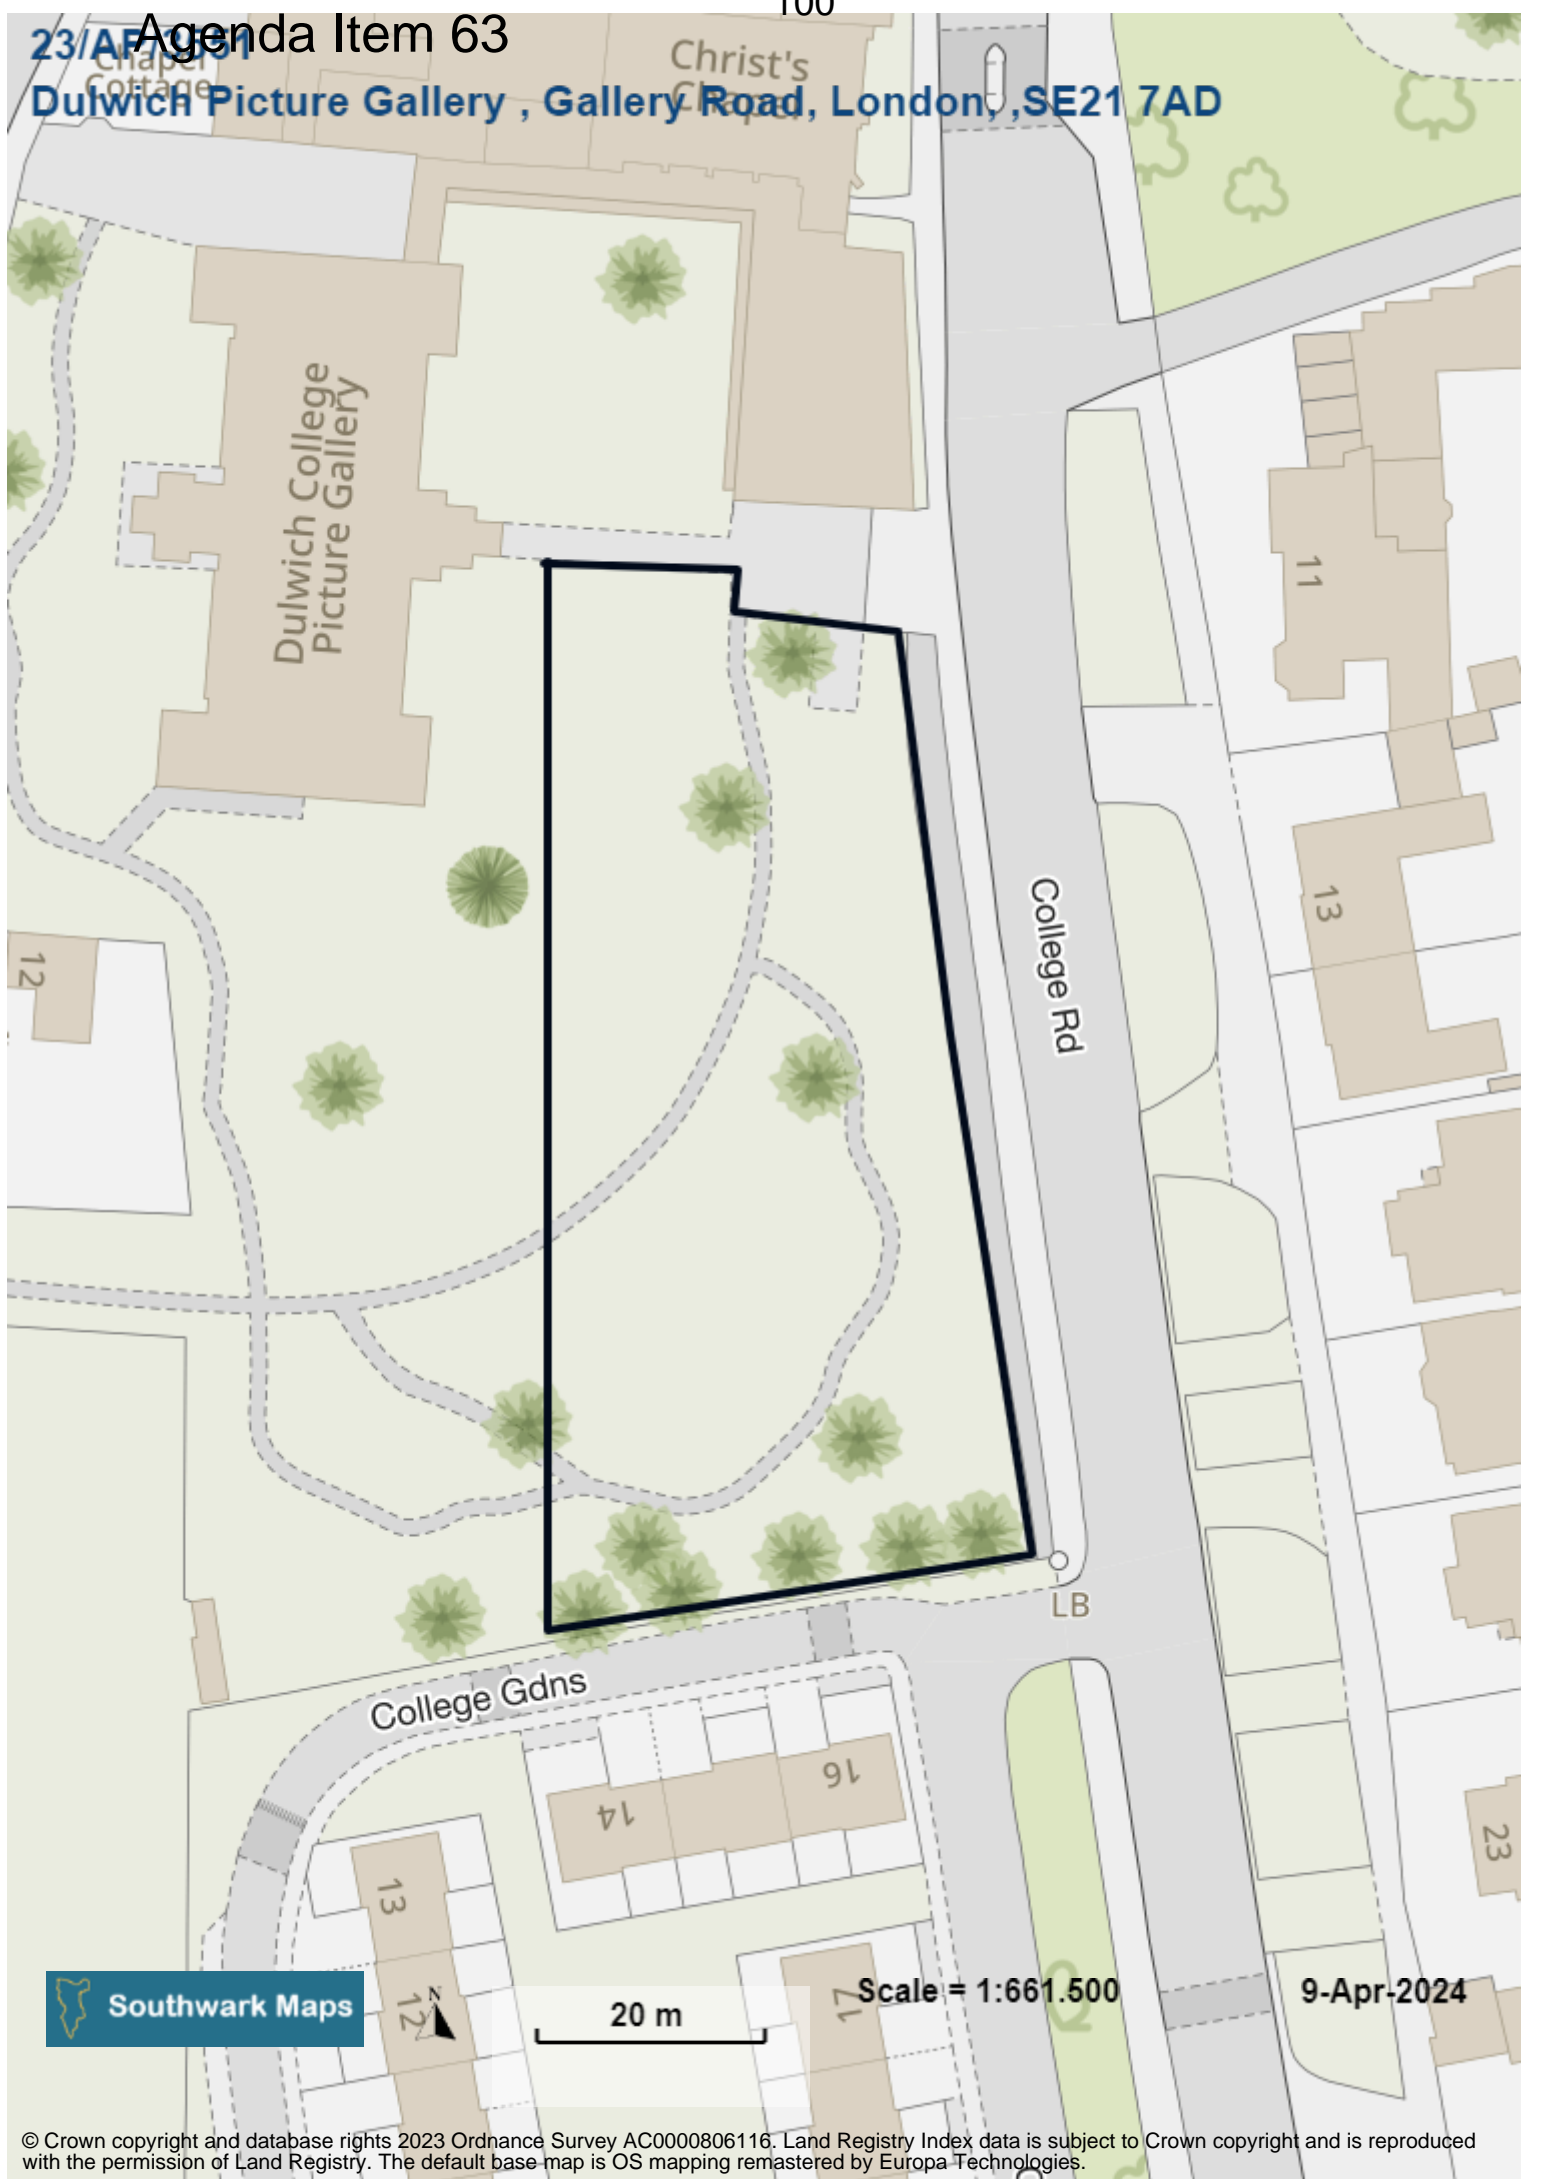 100
Agenda Item 63
Chapel
Cottage
Christ's
Chapel
Dulwich Picture Gallery , Gallery Road, London, ,SE21 7AD
Dulwich College
Picture Gallery
11
13
12
College Rd
LB
College Gdns
16
14
13
12
17
23
Southwark Maps
N
20 m
Scale = 1:661.500
9-Apr-2024
© Crown copyright and database rights 2023 Ordnance Survey AC0000806116. Land Registry Index data is subject to Crown copyright and is reproduced
with the permission of Land Registry. The default base map is OS mapping remastered by Europa Technologies.